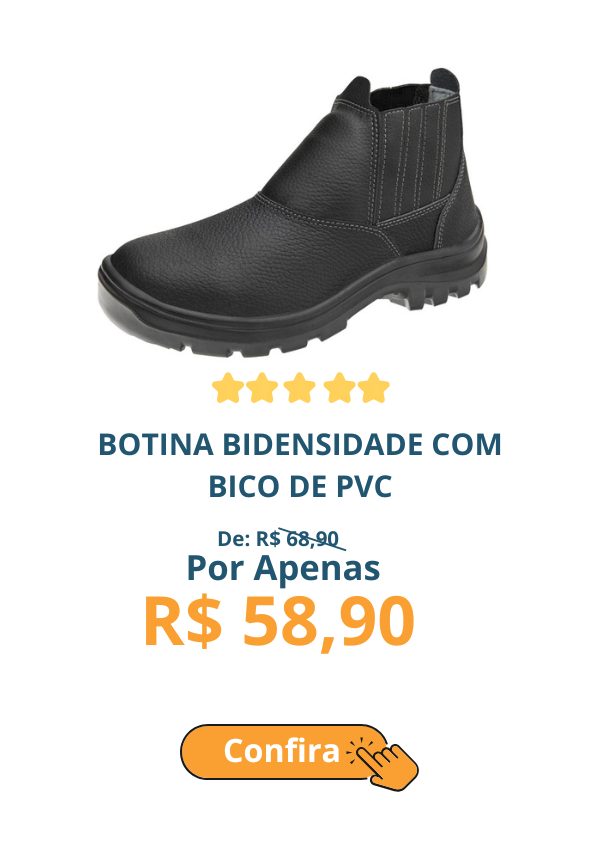 BOTINA BIDENSIDADE COM
BICO DE PVC
De: R$ 68,90
Por Apenas
R$ 58,90
Confira